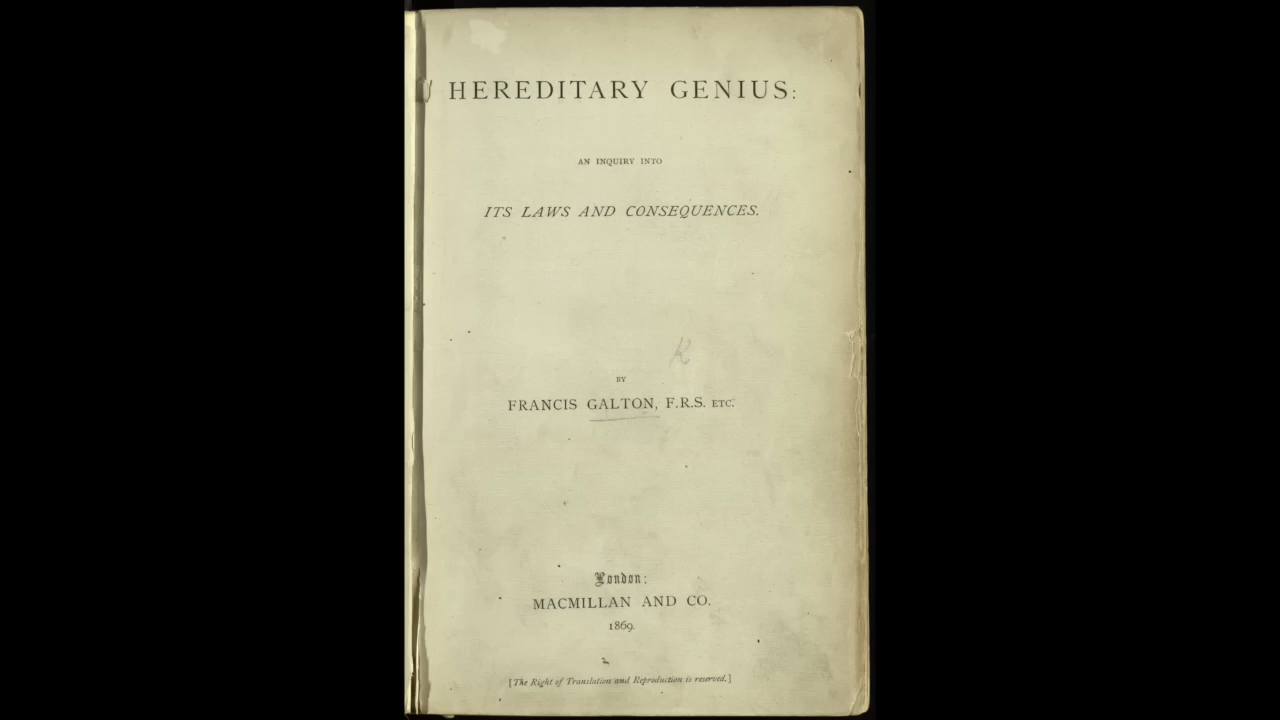 HEREDITARY GENIUS:
AN INQUIRY INTO
ITS LAWS AND CONSEQUENCES.
R
BY
FRANCIS GALTON, F.R.S. ETC.
London:
MACMILLAN AND CO.
1869.
[The Right of Translation and Reproduction is reserved.]